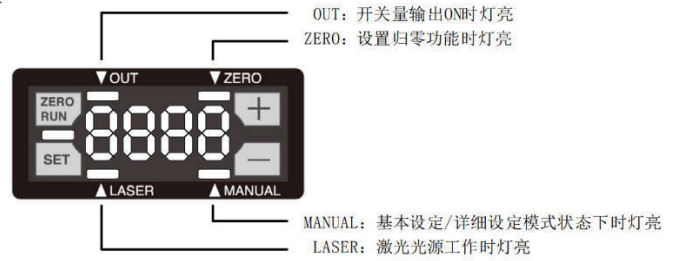 OUT：开关量输出ON时灯亮
ZERO：设置归零功能时灯亮
▼OUT ▼ZERO
ZERO
RUN
+
8888
SET
−
▲LASER ▲MANUAL
MANUAL：基本设定/详细设定模式状态下时灯亮
LASER：激光光源工作时灯亮